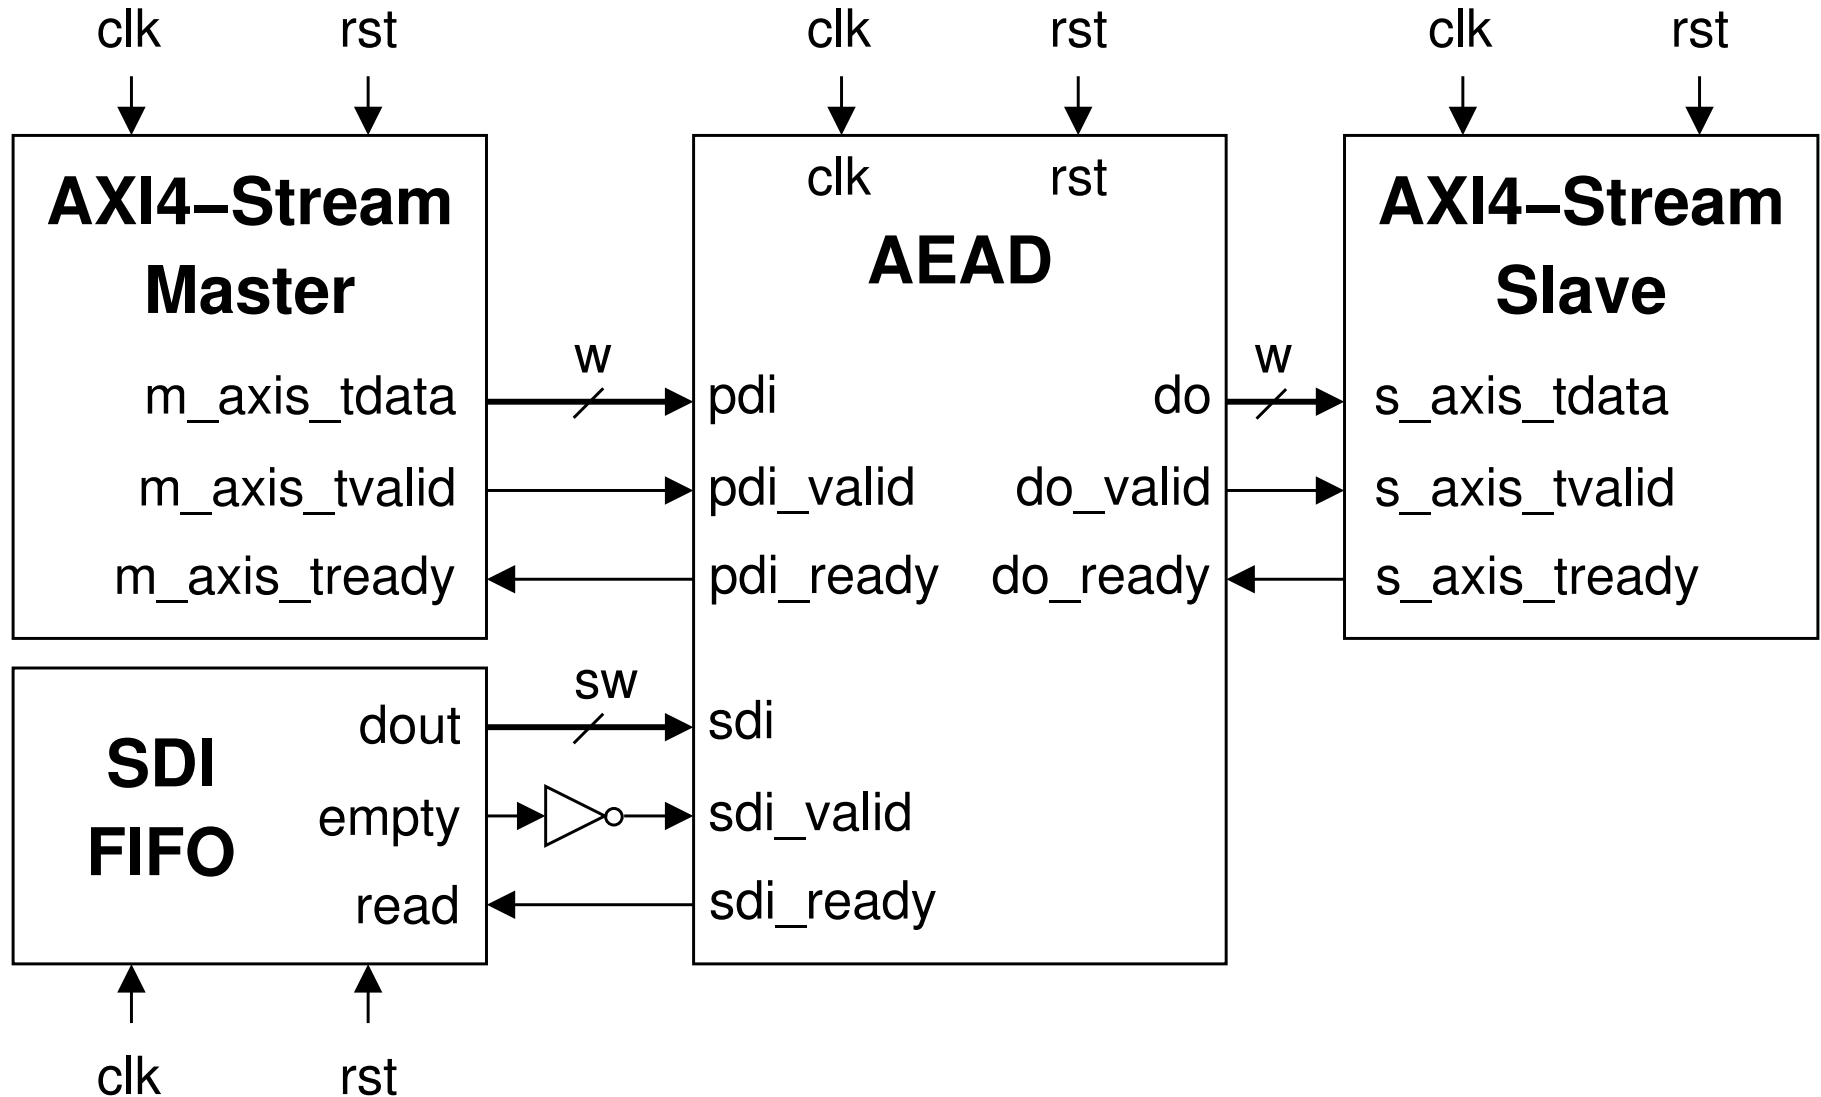 clk rst clk rst clk rst
AXI4–Stream
Master
m_axis_tdata
m_axis_tvalid
m_axis_tready
w
clk rst
AEAD
pdi
pdi_valid
pdi_ready
do
do_valid
do_ready
w
AXI4–Stream
Slave
s_axis_tdata
s_axis_tvalid
s_axis_tready
SDI
FIFO
dout
empty
read
sw
sdi
sdi_valid
sdi_ready
clk rst